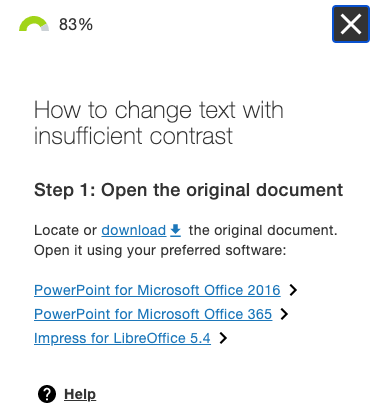 83%
How to change text with
insufficient contrast
Step 1: Open the original document
Locate or download the original document.
Open it using your preferred software:
PowerPoint for Microsoft Office 2016
PowerPoint for Microsoft Office 365
Impress for LibreOffice 5.4
? Help